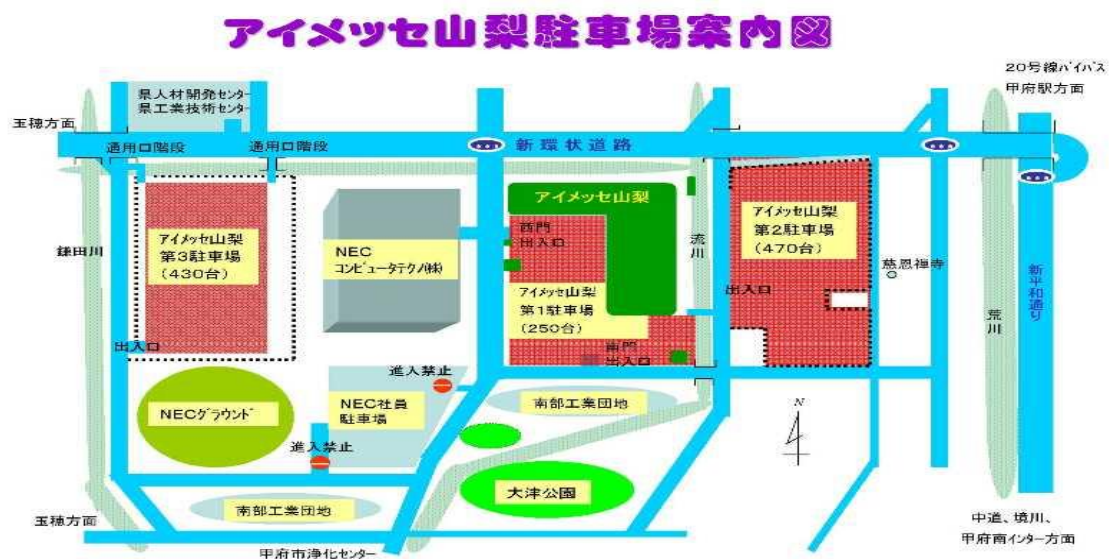 アイメッセ山梨駐車場案内図
20号線バイパス
甲府駅方面
県人材開発センター
県工業技術センター
玉穂方面
通用口階段
通用口階段
新環状道路
アイメッセ山梨
アイメッセ山梨
第2駐車場
(470台)
アイメッセ山梨
第3駐車場
(430台)
西門
出入口
鎌田川
NEC
コンピュータテクノ(株)
流川
慈恩禅寺
新平和通り
アイメッセ山梨
第1駐車場
(250台)
出入口
荒川
出入口
南門
出入口
進入禁止
NEC社員
駐車場
南部工業団地
N
NECグラウンド
進入禁止
大津公園
南部工業団地
玉穂方面
中道、境川、
甲府南インター方面
甲府市浄化センター